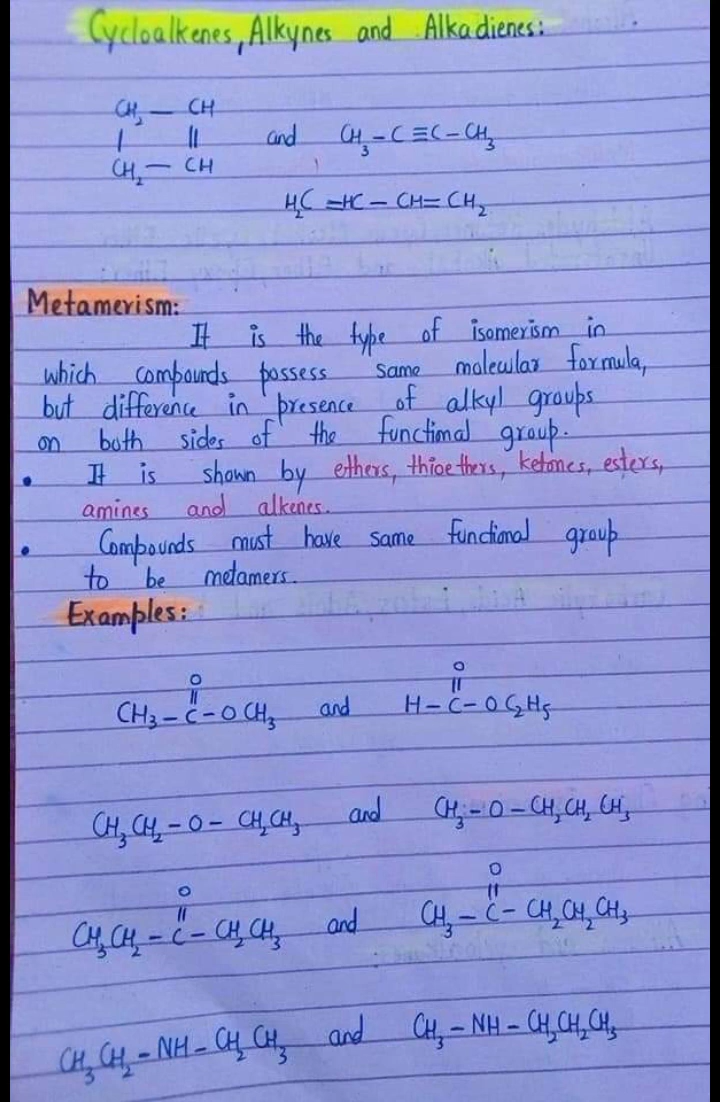 Cycloalkenes, Alkynes and Alkadienes:
CH₂ — CH
| || and CH₃ – C ≡ C – CH₃
CH₂ — CH
H₂C = HC – CH = CH₂
Metamerism:
It is the type of isomerism in
which compounds possess same molecular formula,
but difference in presence of alkyl groups
on both sides of the functional group.
• It is shown by ethers, thioethers, ketones, esters,
amines and alkenes.
• Compounds must have same functional group
to be metamers.
Examples:
O O
|| ||
CH₃ – C – O CH₃ and H – C – O C₂H₅
CH₃ CH₂ – O – CH₂CH₃ and CH₃ – O – CH₂ CH₂ CH₃
O O
|| ||
CH₃ CH₂ – C – CH₂ CH₃ and CH₃ – C – CH₂ CH₂ CH₃
CH₃ CH₂ – NH – CH₂ CH₃ and CH₃ – NH – CH₂ CH₂ CH₃